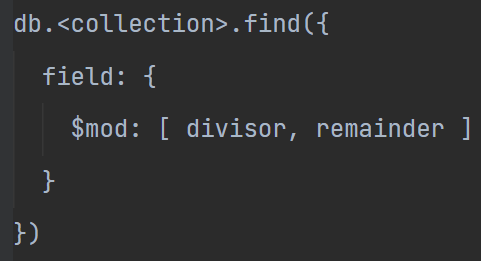 db.<collection>.find({
field: {
$mod: [ divisor, remainder ]
}
})